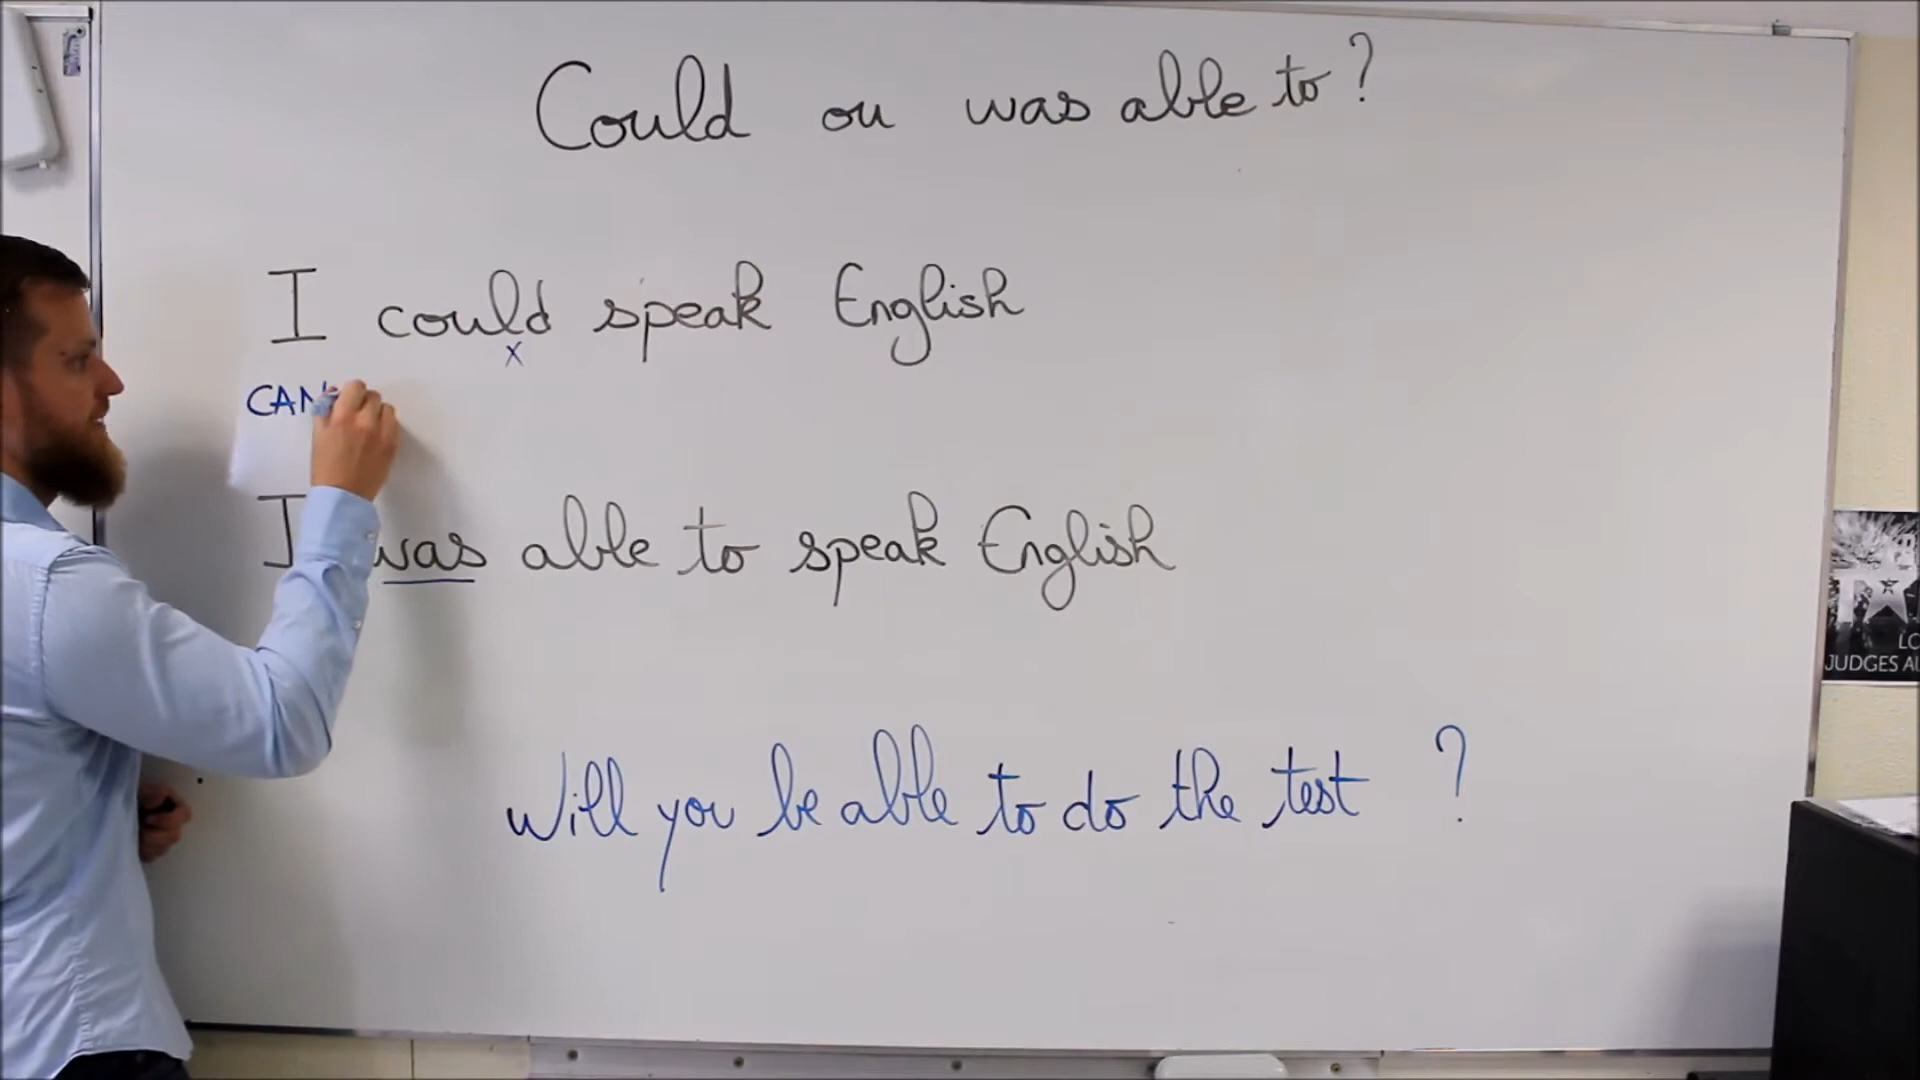 Could ou was able to ?
I could speak English
x
CAN
I was able to speak English
Will you be able to do the test ?
JUDGES